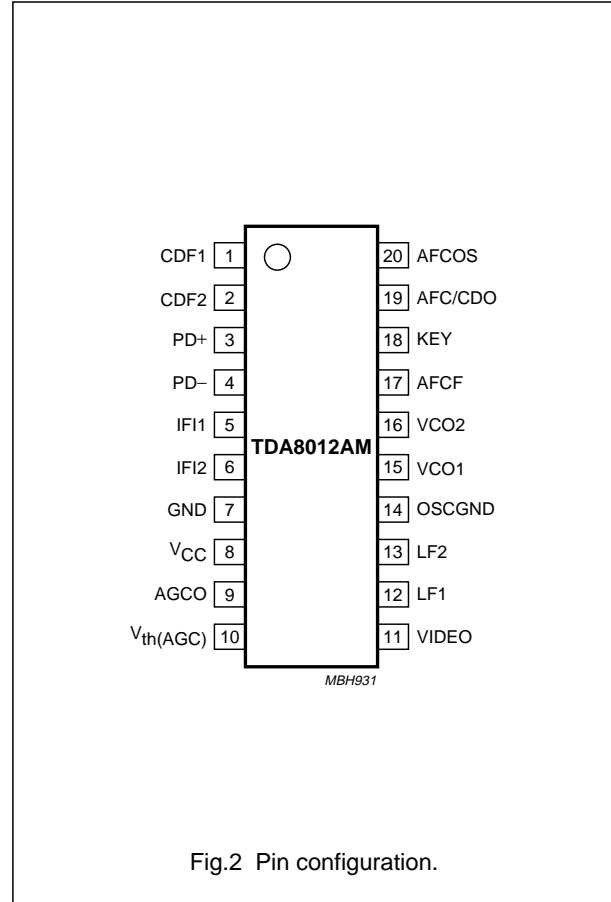 CDF1 1
CDF2 2
PD+ 3
PD− 4
IFI1 5
IFI2 6
GND 7
VCC 8
AGCO 9
Vth(AGC) 10
TDA8012AM
20 AFCOS
19 AFC/CDO
18 KEY
17 AFCF
16 VCO2
15 VCO1
14 OSCGND
13 LF2
12 LF1
11 VIDEO
MBH931
Fig.2 Pin configuration.